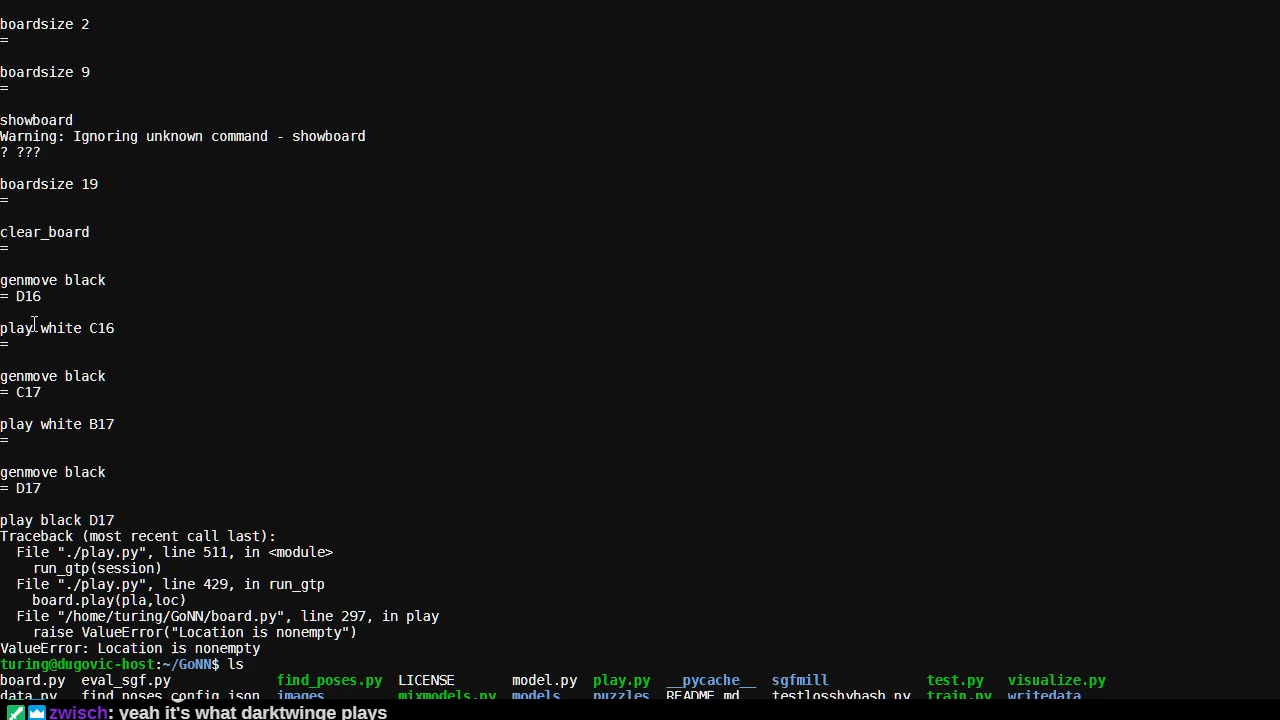 boardsize 2
=
boardsize 9
=
showboard
Warning: Ignoring unknown command - showboard
? ???
boardsize 19
=
clear_board
=
genmove black
= D16
play white C16
=
genmove black
= C17
play white B17
=
genmove black
= D17
play black D17
Traceback (most recent call last):
  File "./play.py", line 511, in <module>
    run_gtp(session)
  File "./play.py", line 429, in run_gtp
    board.play(pla,loc)
  File "/home/turing/GoNN/board.py", line 297, in play
    raise ValueError("Location is nonempty")
ValueError: Location is nonempty
turing@dugovic-host:~/GoNN$ ls
board.py  eval_sgf.py             find_poses.py  LICENSE       model.py  play.py  __pycache__  sgfmill            test.py   visualize.py
data.py   find_poses_config.json  images         mixmodels.py  models    puzzles  README.md    testlossbyhash.py  train.py  writedata
zwisch: yeah it's what darktwinge plays